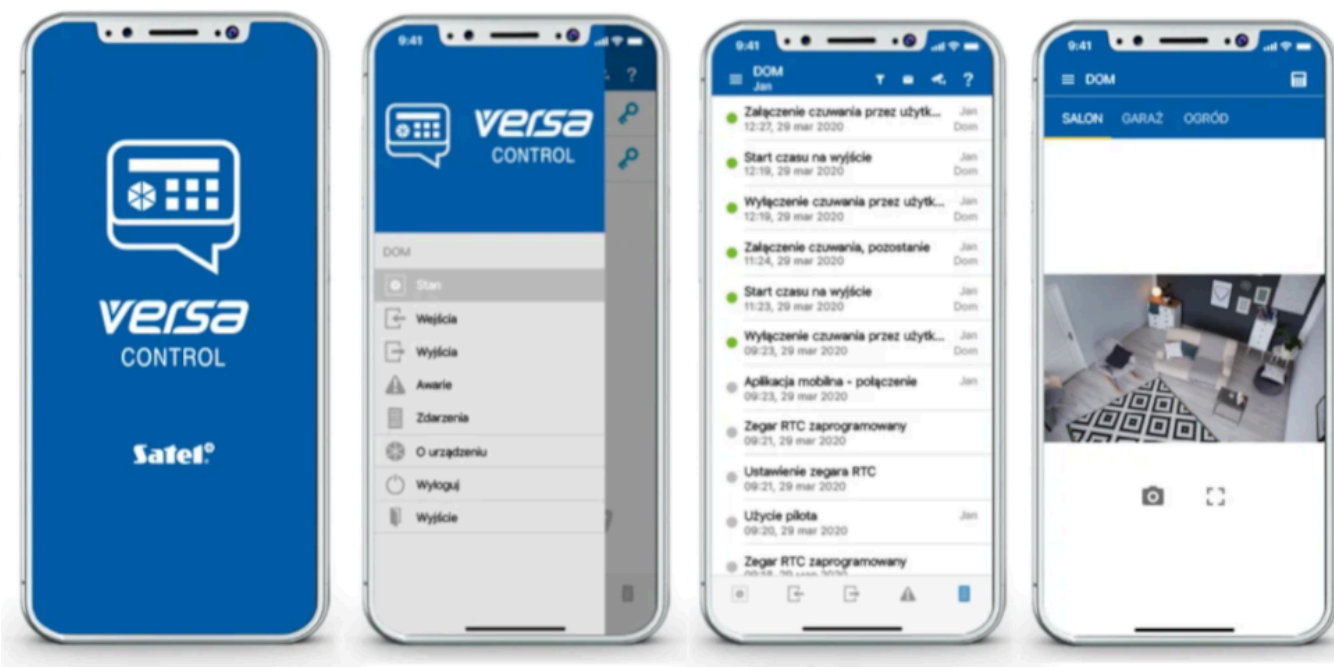 VERSA
CONTROL
Satel®
9:41
VERSA
CONTROL
?
DOM
Stan
Wejścia
Wyjścia
Awarie
Zdarzenia
O urządzeniu
Wyloguj
Wyjście
9:41
DOM
Jan
?
Załączenie czuwania przez użytk... Jan
12:27, 29 mar 2020 Dom
Start czasu na wyjście Jan
12:19, 29 mar 2020 Dom
Wyłączenie czuwania przez użytk... Jan
12:19, 29 mar 2020 Dom
Załączenie czuwania, pozostanie Jan
11:24, 29 mar 2020 Dom
Start czasu na wyjście Jan
11:23, 29 mar 2020 Dom
Wyłączenie czuwania przez użytk... Jan
09:23, 29 mar 2020 Dom
Aplikacja mobilna - połączenie Jan
09:23, 29 mar 2020
Zegar RTC zaprogramowany
09:21, 29 mar 2020
Ustawienie zegara RTC
09:21, 29 mar 2020
Użycie pilota Jan
09:20, 29 mar 2020
Zegar RTC zaprogramowany
9:41
DOM
SALON GARAŻ OGRÓD